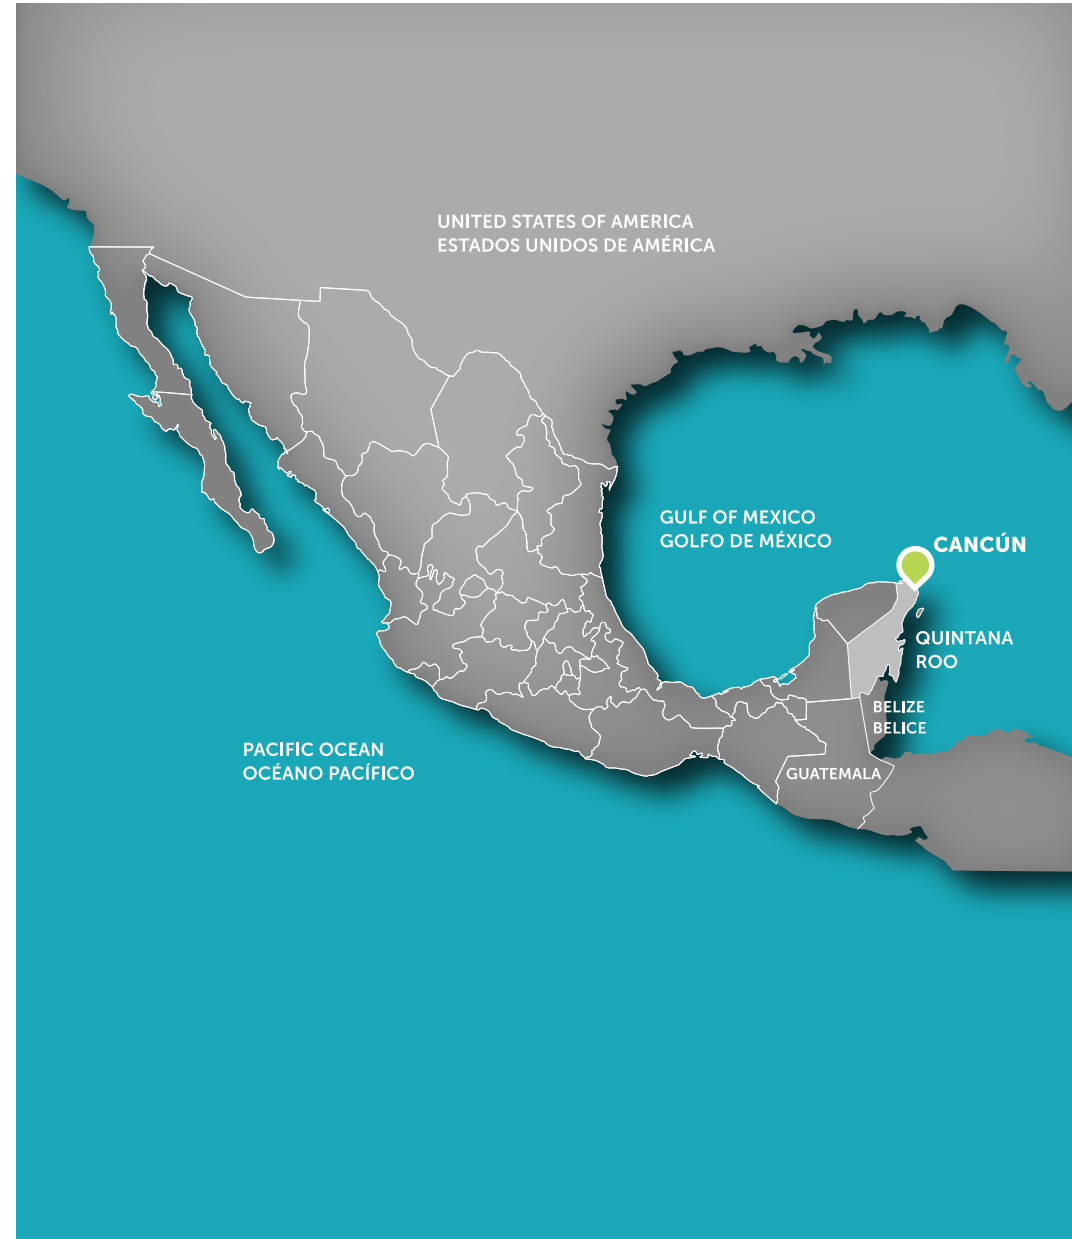 UNITED STATES OF AMERICA
ESTADOS UNIDOS DE AMÉRICA
GULF OF MEXICO
GOLFO DE MÉXICO
CANCÚN
QUINTANA
ROO
BELIZE
BELICE
PACIFIC OCEAN
OCÉANO PACÍFICO
GUATEMALA